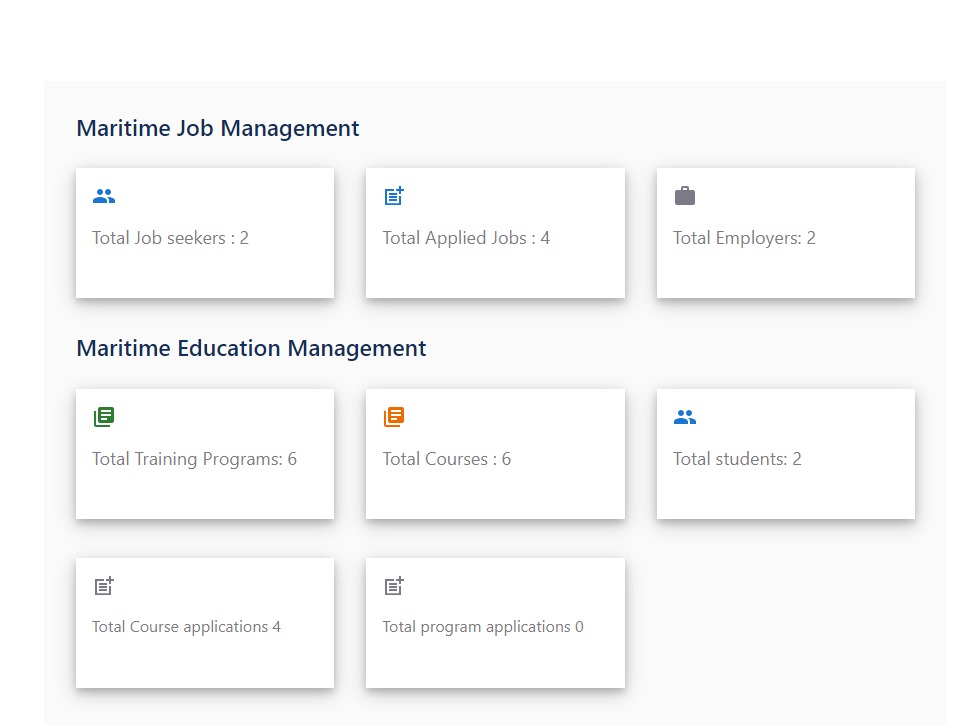 Maritime Job Management
Total Job seekers : 2
Total Applied Jobs : 4
Total Employers: 2
Maritime Education Management
Total Training Programs: 6
Total Courses : 6
Total students: 2
Total Course applications 4
Total program applications 0